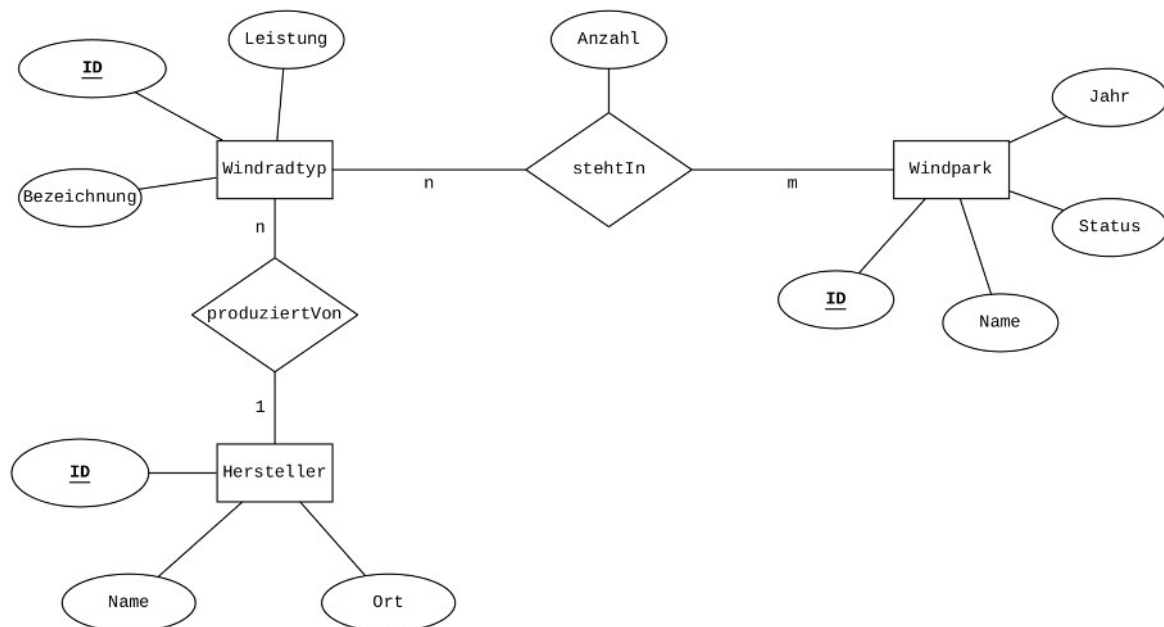 Leistung
Anzahl
ID
Jahr
Windradtyp
stehtIn
Windpark
n
m
Bezeichnung
Status
n
ID
produziertVon
Name
1
ID
Hersteller
Name
Ort